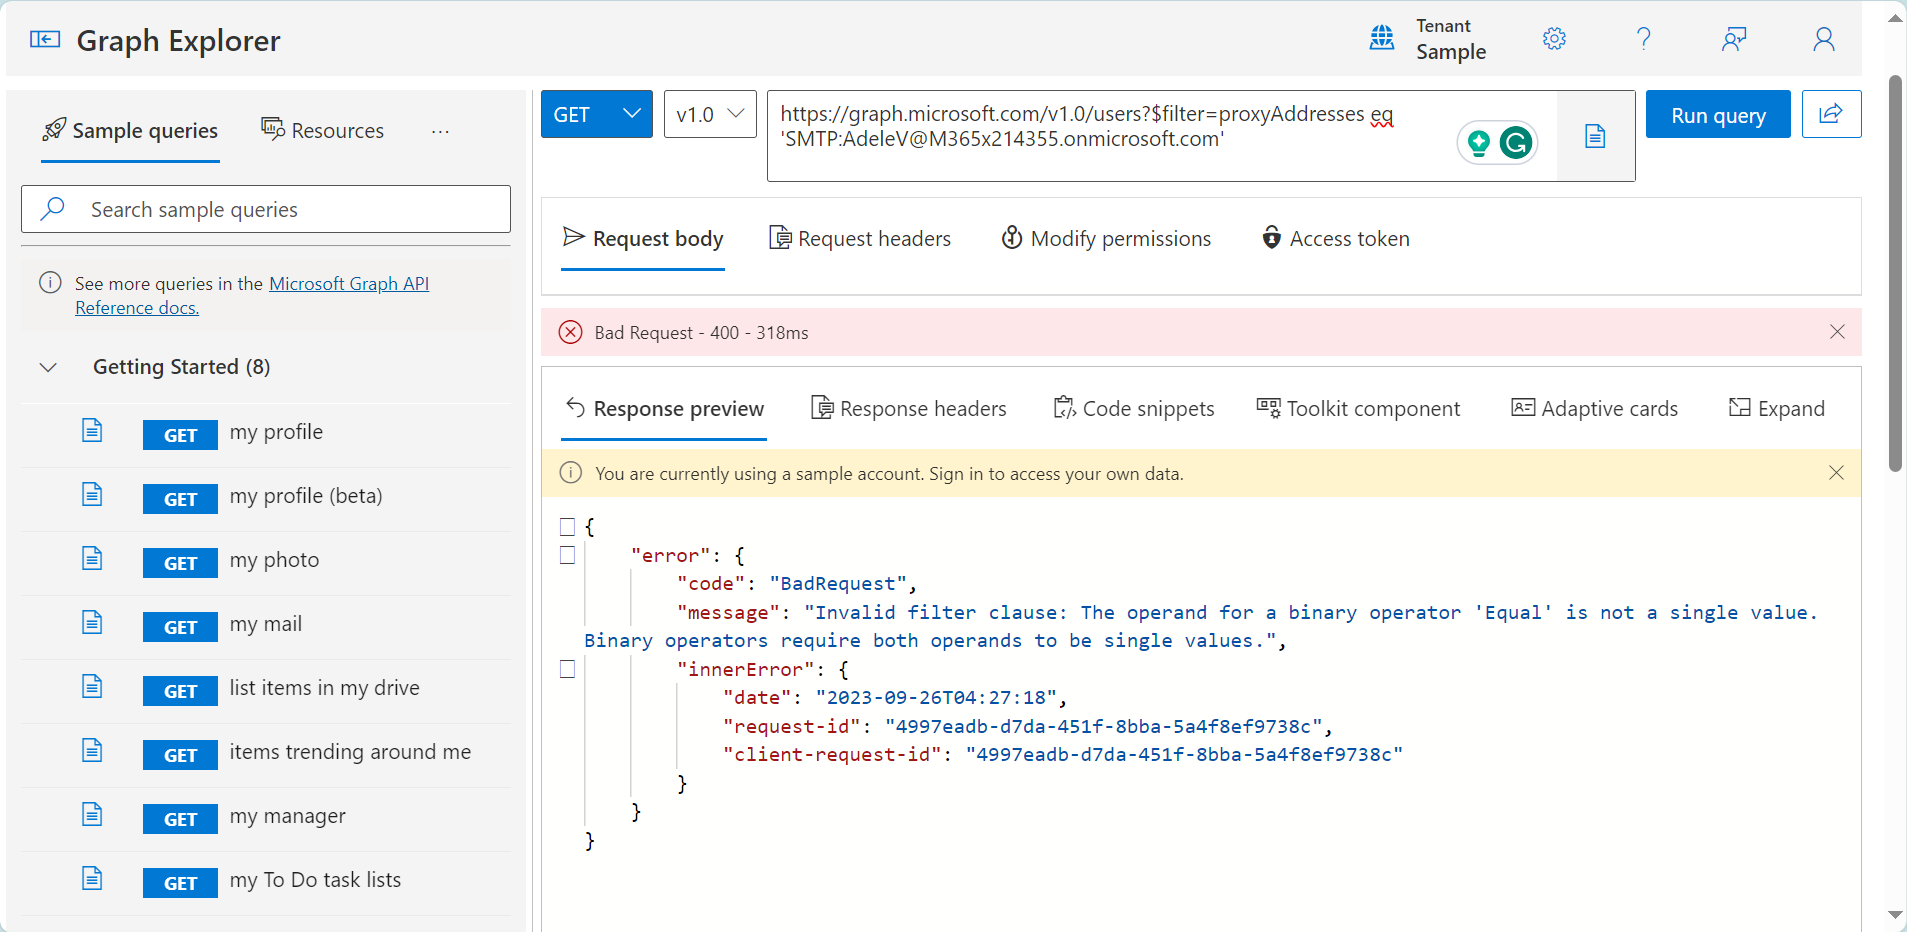 Graph Explorer
Tenant
Sample
Sample queries
Resources
...
Search sample queries
See more queries in the Microsoft Graph API
Reference docs.
Getting Started (8)
GET my profile
GET my profile (beta)
GET my photo
GET my mail
GET list items in my drive
GET items trending around me
GET my manager
GET my To Do task lists
GET
v1.0
https://graph.microsoft.com/v1.0/users?$filter=proxyAddresses eq
'SMTP:AdeleV@M365x214355.onmicrosoft.com'
Run query
Request body
Request headers
Modify permissions
Access token
Bad Request - 400 - 318ms
Response preview
Response headers
Code snippets
Toolkit component
Adaptive cards
Expand
You are currently using a sample account. Sign in to access your own data.
{
"error": {
"code": "BadRequest",
"message": "Invalid filter clause: The operand for a binary operator 'Equal' is not a single value.
Binary operators require both operands to be single values.",
"innerError": {
"date": "2023-09-26T04:27:18",
"request-id": "4997eadb-d7da-451f-8bba-5a4f8ef9738c",
"client-request-id": "4997eadb-d7da-451f-8bba-5a4f8ef9738c"
}
}
}